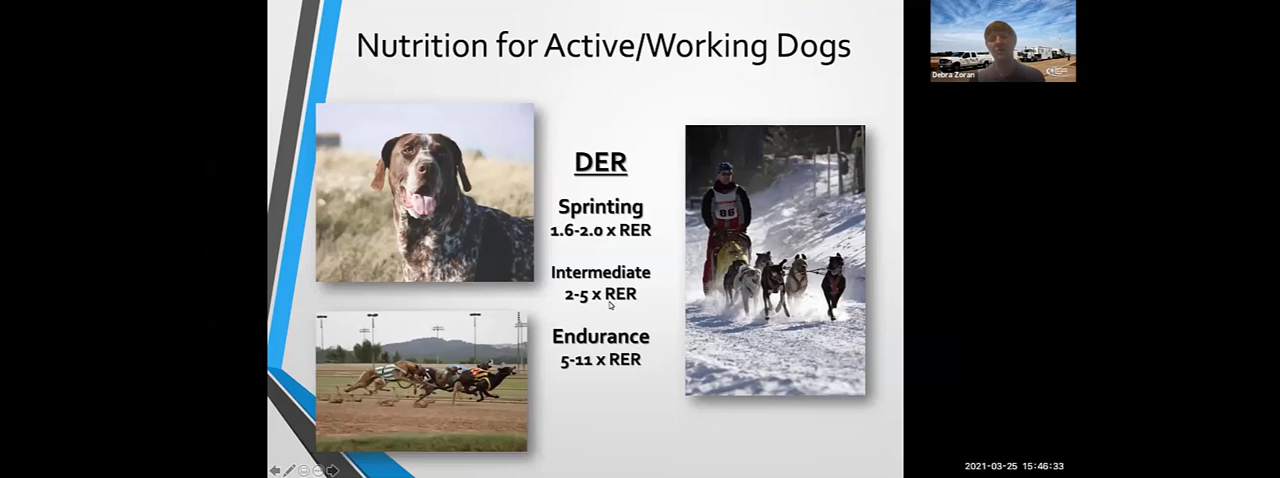 Nutrition for Active/Working Dogs
DER
Sprinting
1.6-2.0 x RER
Intermediate
2-5 x RER
Endurance
5-11 x RER
86
Debra Zoran
2021-03-25 15:46:33